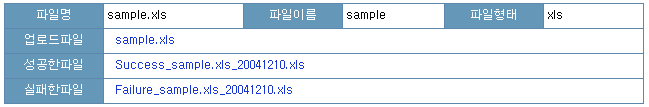 파일명 sample.xls 파일이름 sample 파일형태 xls
업로드파일 sample.xls
성공한파일 Success_sample.xls_20041210.xls
실패한파일 Failure_sample.xls_20041210.xls